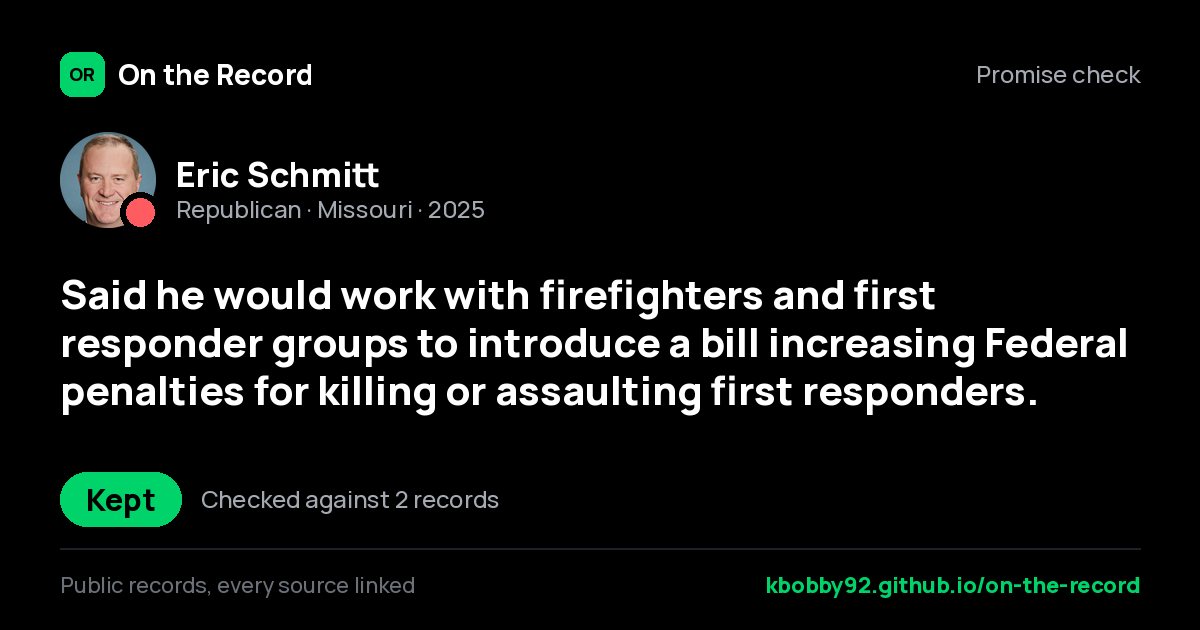 OR On the Record
Promise check
Eric Schmitt
Republican · Missouri · 2025
Said he would work with firefighters and first
responder groups to introduce a bill increasing Federal
penalties for killing or assaulting first responders.
Kept
Checked against 2 records
Public records, every source linked
kbobby92.github.io/on-the-record